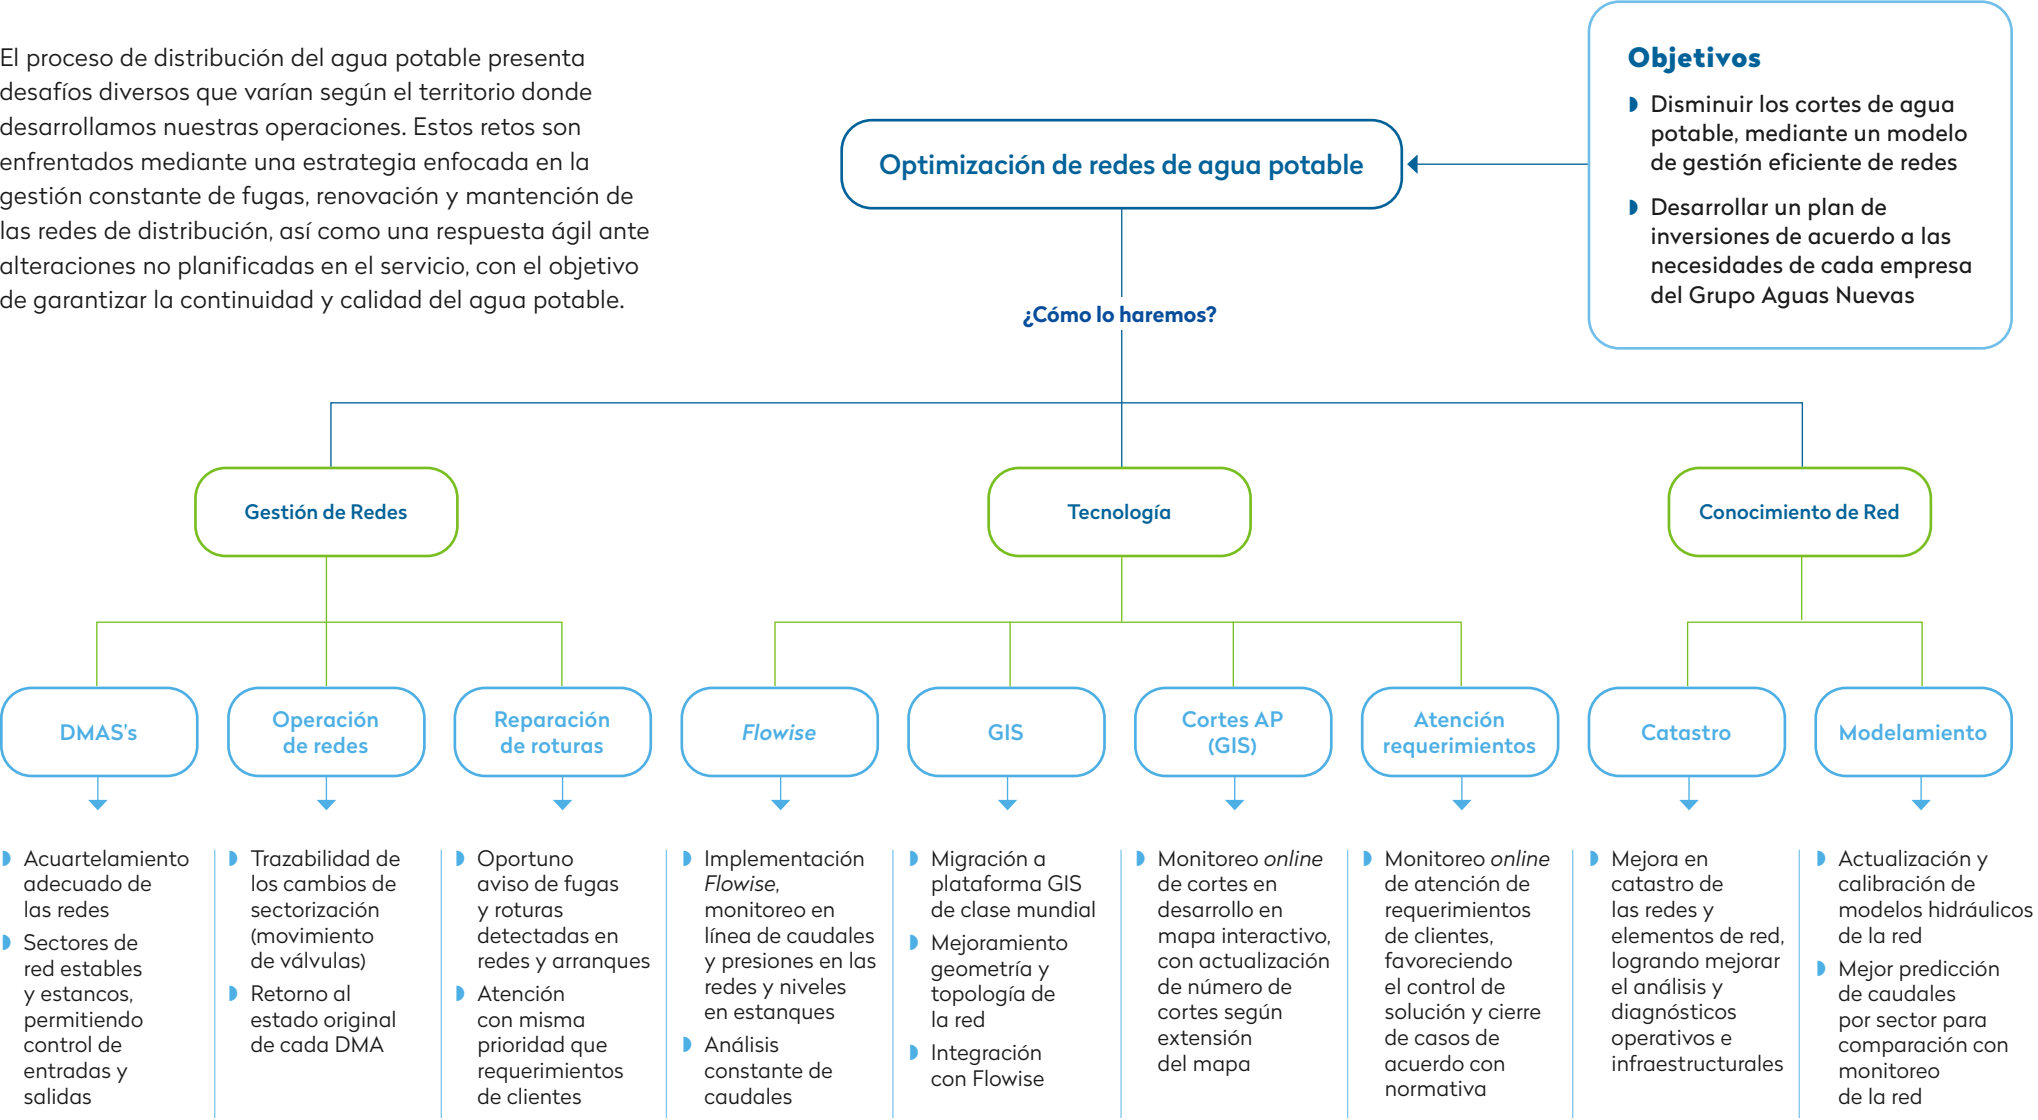 El proceso de distribución del agua potable presenta
desafíos diversos que varían según el territorio donde
desarrollamos nuestras operaciones. Estos retos son
enfrentados mediante una estrategia enfocada en la
gestión constante de fugas, renovación y mantención de
las redes de distribución, así como una respuesta ágil ante
alteraciones no planificadas en el servicio, con el objetivo
de garantizar la continuidad y calidad del agua potable.
Optimización de redes de agua potable
Objetivos
Disminuir los cortes de agua
potable, mediante un modelo
de gestión eficiente de redes
Desarrollar un plan de
inversiones de acuerdo a las
necesidades de cada empresa
del Grupo Aguas Nuevas
¿Cómo lo haremos?
Gestión de Redes
Tecnología
Conocimiento de Red
DMAS's
Operación
de redes
Reparación
de roturas
Flowise
GIS
Cortes AP
(GIS)
Atención
requerimientos
Catastro
Modelamiento
Acuartelamiento
adecuado de
las redes
Sectores de
red estables
y estancos,
permitiendo
control de
entradas y
salidas
Trazabilidad de
los cambios de
sectorización
(movimiento
de válvulas)
Retorno al
estado original
de cada DMA
Oportuno
aviso de fugas
y roturas
detectadas en
redes y arranques
Atención
con misma
prioridad que
requerimientos
de clientes
Implementación
Flowise,
monitoreo en
línea de caudales
y presiones en las
redes y niveles
en estanques
Análisis
constante de
caudales
Migración a
plataforma GIS
de clase mundial
Mejoramiento
geometría y
topología de
la red
Integración
con Flowise
Monitoreo online
de cortes en
desarrollo en
mapa interactivo,
con actualización
de número de
cortes según
extensión
del mapa
Monitoreo online
de atención de
requerimientos
de clientes,
favoreciendo
el control de
solución y cierre
de casos de
acuerdo con
normativa
Mejora en
catastro de
las redes y
elementos de red,
logrando mejorar
el análisis y
diagnósticos
operativos e
infraestructurales
Actualización y
calibración de
modelos hidráulicos
de la red
Mejor predicción
de caudales
por sector para
comparación con
monitoreo
de la red